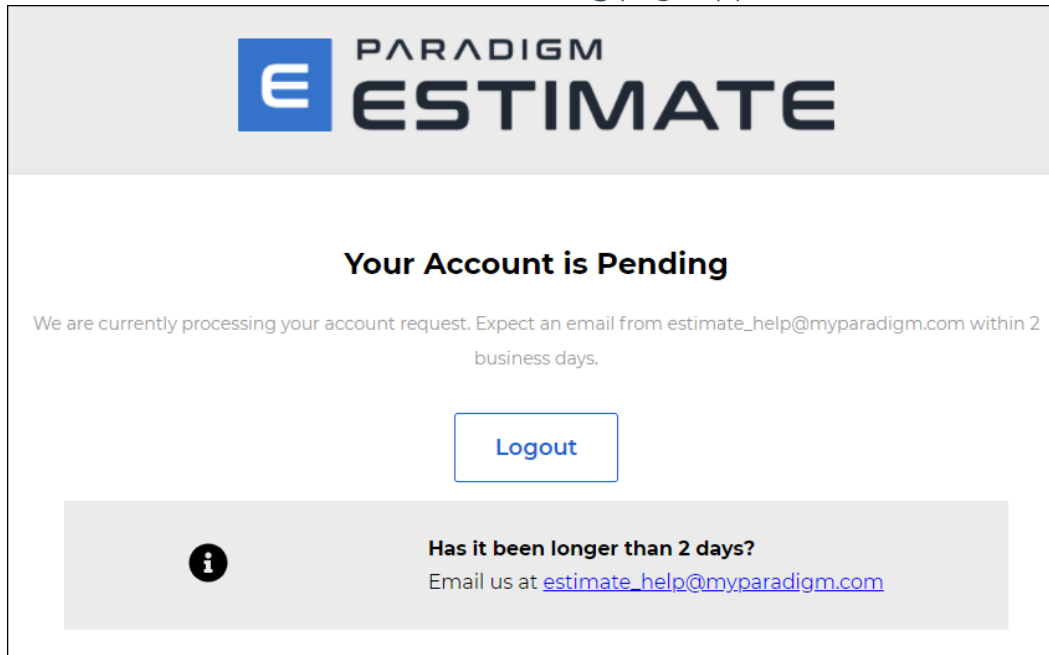 E
PARADIGM
ESTIMATE
Your Account is Pending
We are currently processing your account request. Expect an email from estimate_help@myparadigm.com within 2
business days.
Logout
Has it been longer than 2 days?
Email us at estimate_help@myparadigm.com